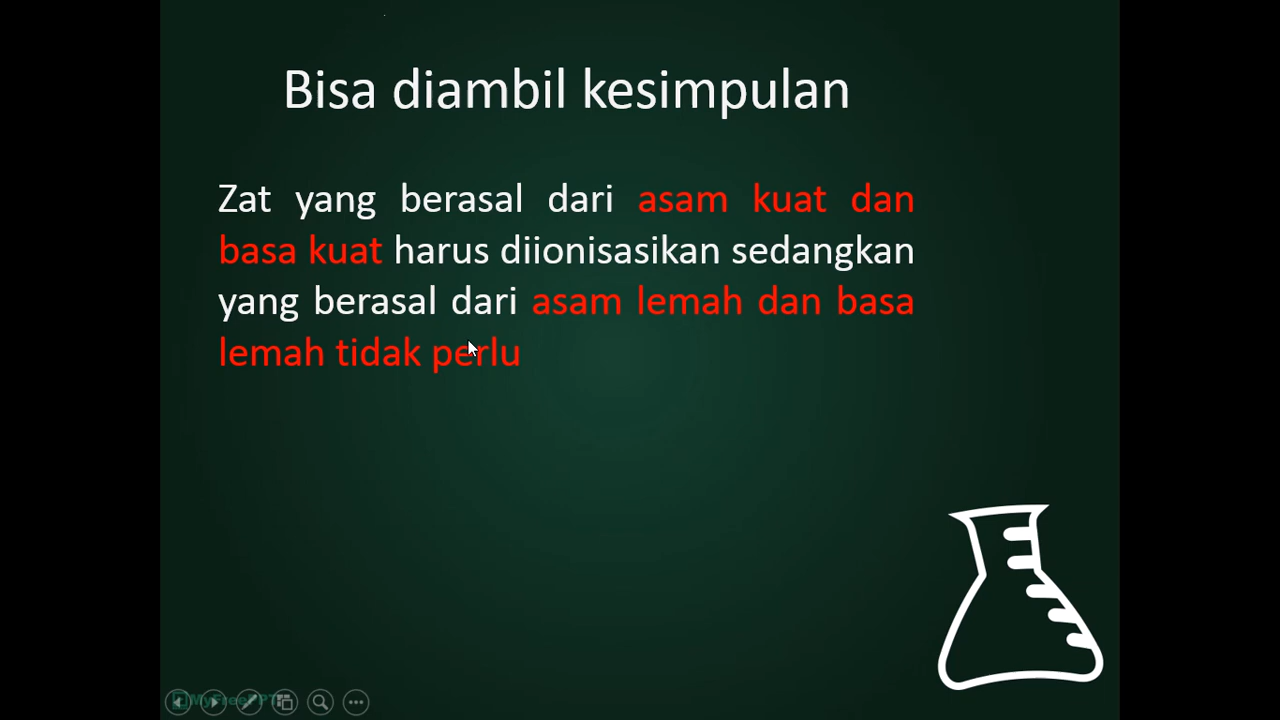 Bisa diambil kesimpulan
Zat yang berasal dari asam kuat dan
basa kuat harus diionisasikan sedangkan
yang berasal dari asam lemah dan basa
lemah tidak perlu